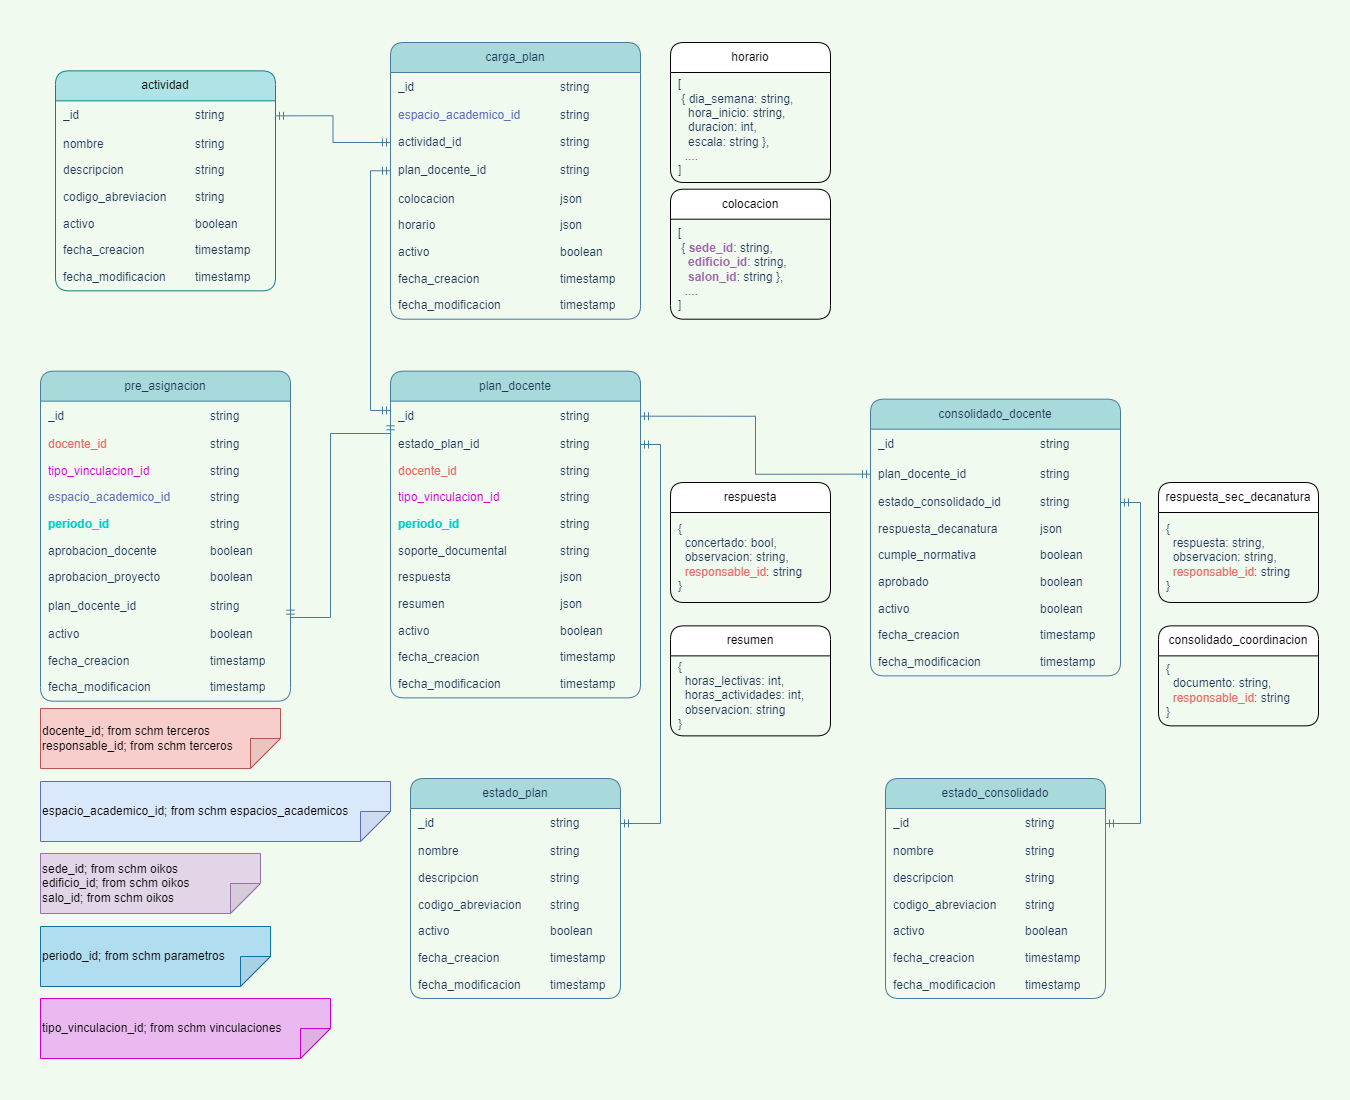 actividad
_id string
nombre string
descripcion string
codigo_abreviacion string
activo boolean
fecha_creacion timestamp
fecha_modificacion timestamp
carga_plan
_id string
espacio_academico_id string
actividad_id string
plan_docente_id string
colocacion json
horario json
activo boolean
fecha_creacion timestamp
fecha_modificacion timestamp
horario
[
{ dia_semana: string,
hora_inicio: string,
duracion: int,
escala: string },
....
]
colocacion
[
{ sede_id: string,
edificio_id: string,
salon_id: string },
....
]
pre_asignacion
_id string
docente_id string
tipo_vinculacion_id string
espacio_academico_id string
periodo_id string
aprobacion_docente boolean
aprobacion_proyecto boolean
plan_docente_id string
activo boolean
fecha_creacion timestamp
fecha_modificacion timestamp
plan_docente
_id string
estado_plan_id string
docente_id string
tipo_vinculacion_id string
periodo_id string
soporte_documental string
respuesta json
resumen json
activo boolean
fecha_creacion timestamp
fecha_modificacion timestamp
respuesta
{
concertado: bool,
observacion: string,
responsable_id: string
}
resumen
{
horas_lectivas: int,
horas_actividades: int,
observacion: string
}
consolidado_docente
_id string
plan_docente_id string
estado_consolidado_id string
respuesta_decanatura json
cumple_normativa boolean
aprobado boolean
activo boolean
fecha_creacion timestamp
fecha_modificacion timestamp
respuesta_sec_decanatura
{
respuesta: string,
observacion: string,
responsable_id: string
}
consolidado_coordinacion
{
documento: string,
responsable_id: string
}
docente_id; from schm terceros
responsable_id; from schm terceros
espacio_academico_id; from schm espacios_academicos
sede_id; from schm oikos
edificio_id; from schm oikos
salo_id; from schm oikos
periodo_id; from schm parametros
tipo_vinculacion_id; from schm vinculaciones
estado_plan
_id string
nombre string
descripcion string
codigo_abreviacion string
activo boolean
fecha_creacion timestamp
fecha_modificacion timestamp
estado_consolidado
_id string
nombre string
descripcion string
codigo_abreviacion string
activo boolean
fecha_creacion timestamp
fecha_modificacion timestamp